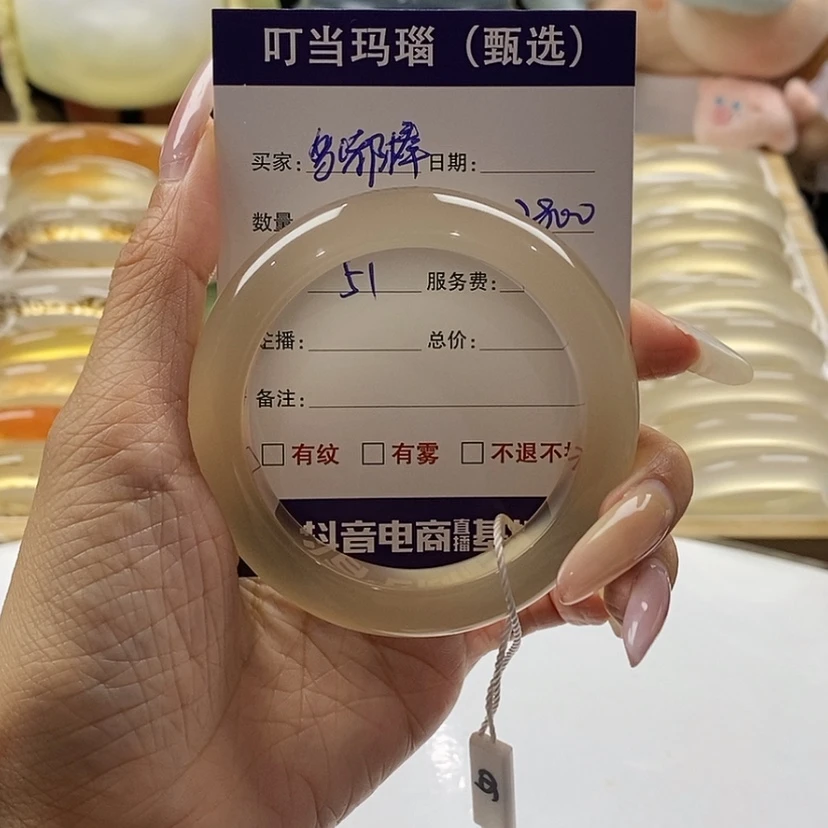 叮当玛瑙（甄选）
买家: 日期:
数量 1800
51 服务费:
主播: 总价:
备注:
□ 有纹 □ 有雾 □ 不退不
抖音电商直播基